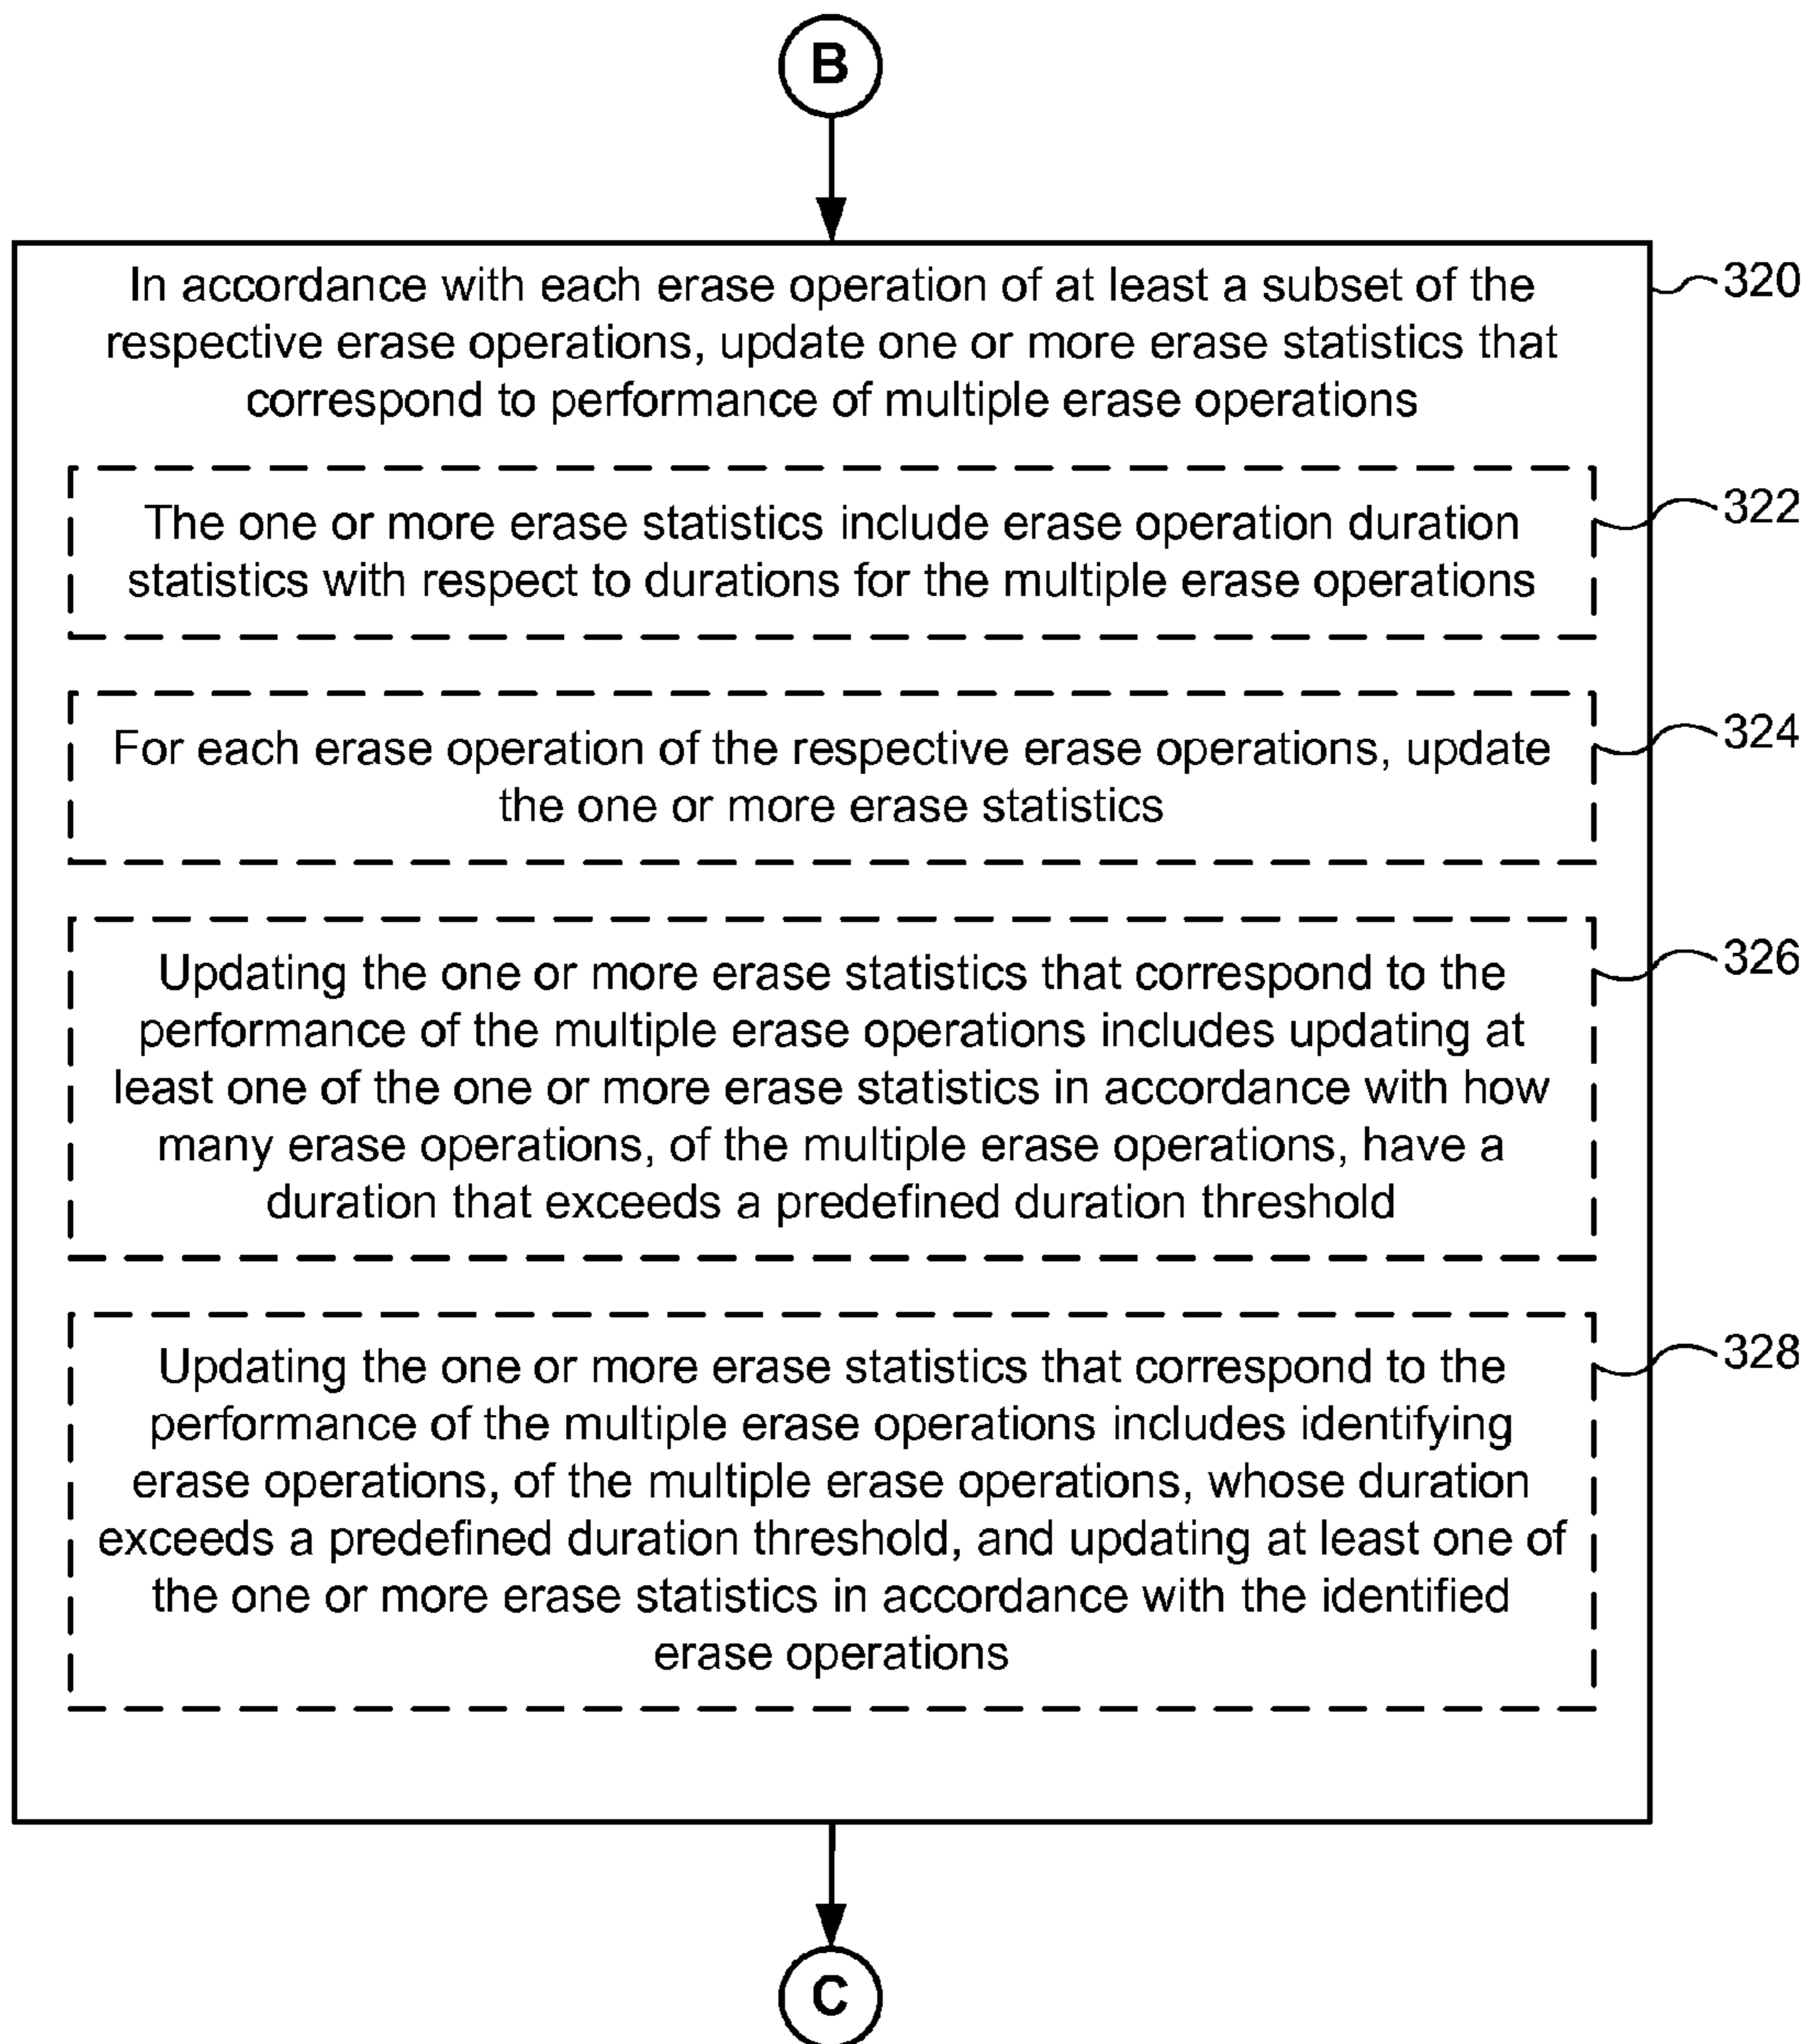 B
In accordance with each erase operation of at least a subset of the
respective erase operations, update one or more erase statistics that
correspond to performance of multiple erase operations
320
The one or more erase statistics include erase operation duration
statistics with respect to durations for the multiple erase operations
322
For each erase operation of the respective erase operations, update
the one or more erase statistics
324
Updating the one or more erase statistics that correspond to the
performance of the multiple erase operations includes updating at
least one of the one or more erase statistics in accordance with how
many erase operations, of the multiple erase operations, have a
duration that exceeds a predefined duration threshold
326
Updating the one or more erase statistics that correspond to the
performance of the multiple erase operations includes identifying
erase operations, of the multiple erase operations, whose duration
exceeds a predefined duration threshold, and updating at least one of
the one or more erase statistics in accordance with the identified
erase operations
328
C